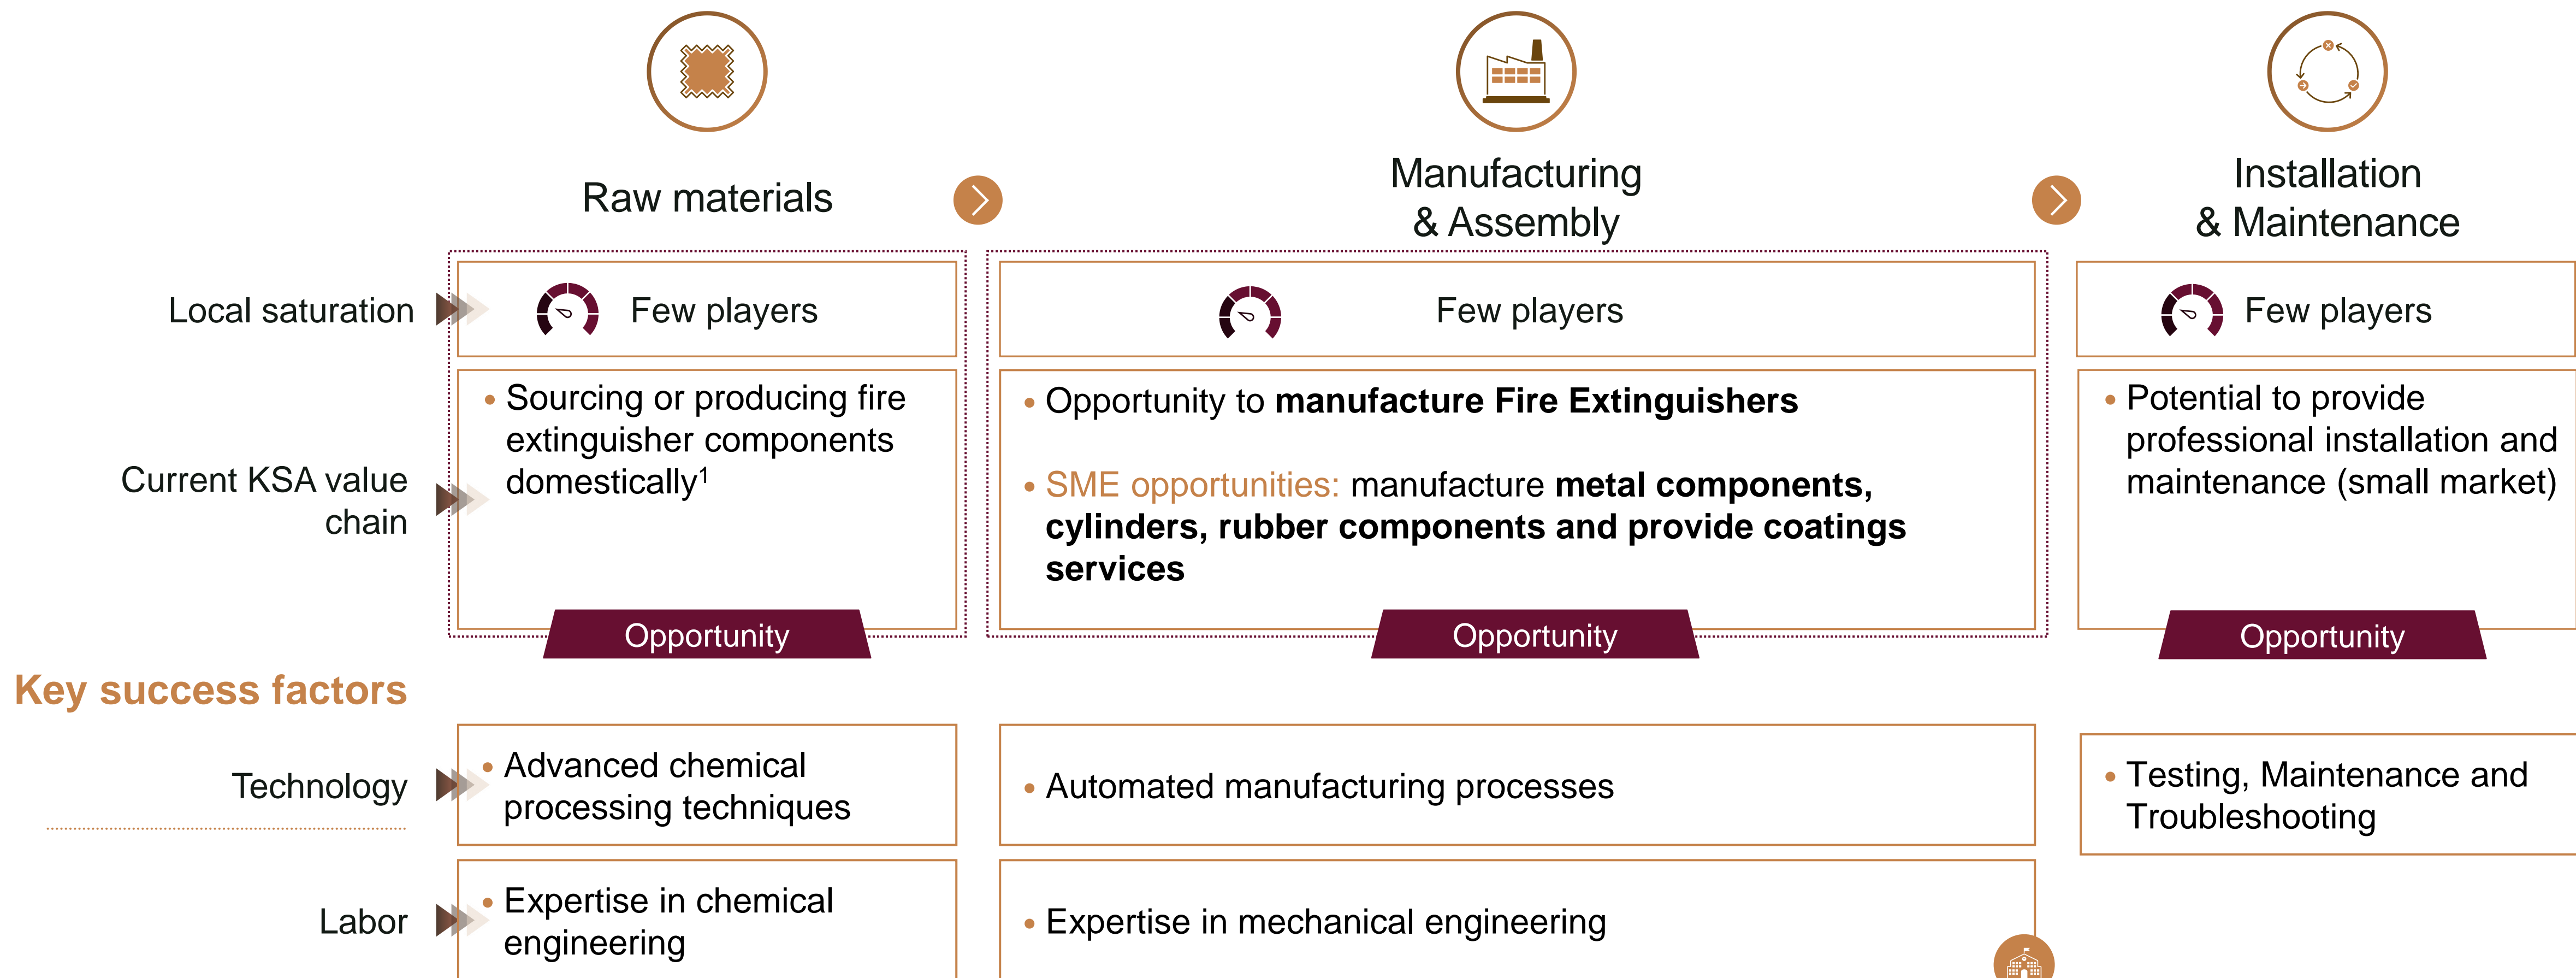 Raw materials
Manufacturing
& Assembly
Installation
& Maintenance
Local saturation
Few players
Few players
Few players
Current KSA value
chain
• Sourcing or producing fire
extinguisher components
domestically¹
Opportunity
• Opportunity to manufacture Fire Extinguishers
• SME opportunities: manufacture metal components,
cylinders, rubber components and provide coatings
services
Opportunity
• Potential to provide
professional installation and
maintenance (small market)
Opportunity
Key success factors
Technology
• Advanced chemical
processing techniques
• Automated manufacturing processes
• Testing, Maintenance and
Troubleshooting
Labor
• Expertise in chemical
engineering
• Expertise in mechanical engineering